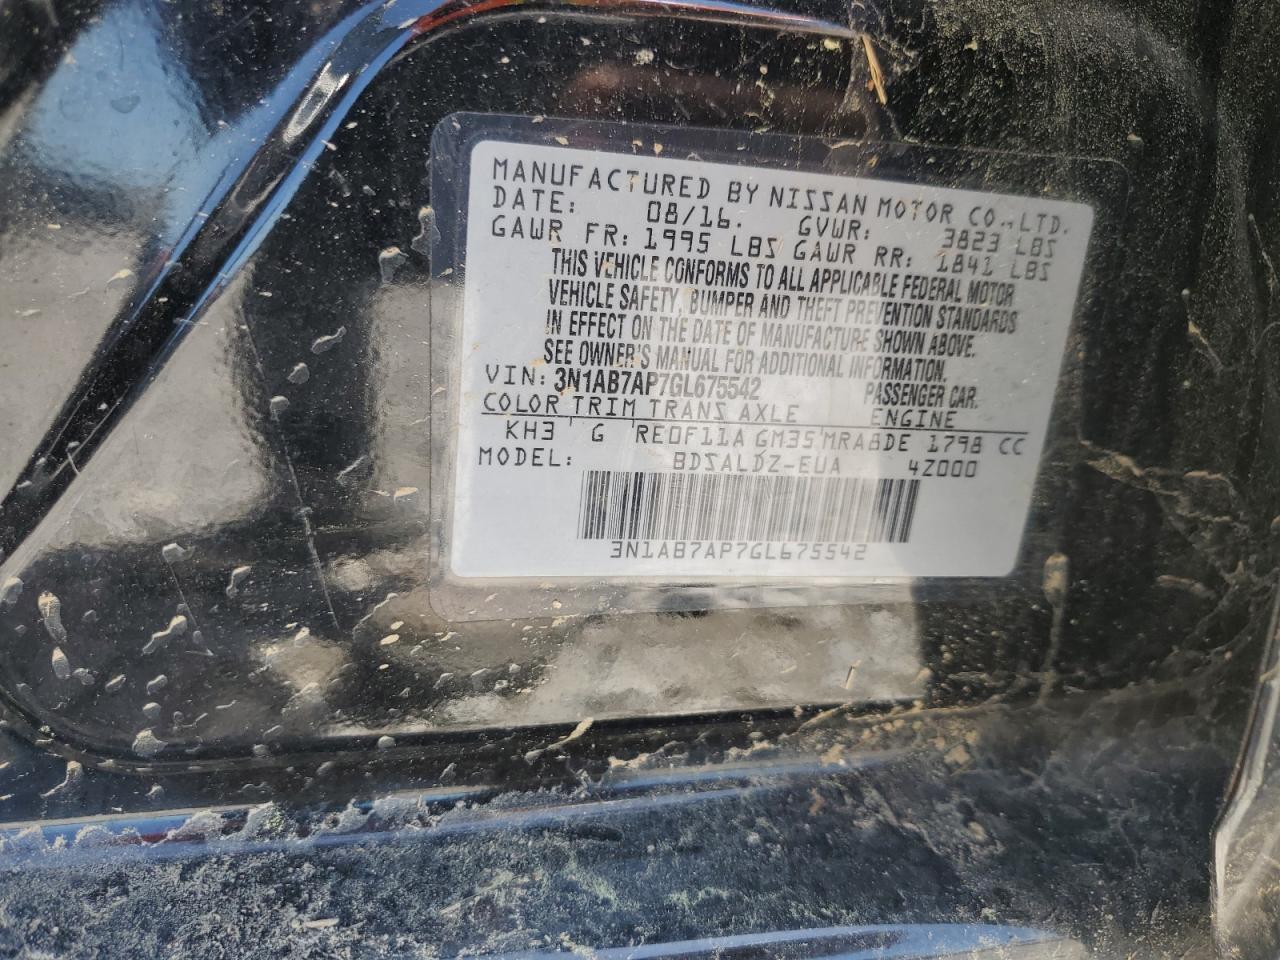 MANUFACTURED BY NISSAN MOTOR CO.,LTD.
DATE: 08/16. GVWR: 3823 LBS
GAWR FR: 1995 LBS GAWR RR: 1841 LBS
THIS VEHICLE CONFORMS TO ALL APPLICABLE FEDERAL MOTOR
VEHICLE SAFETY, BUMPER AND THEFT PREVENTION STANDARDS
IN EFFECT ON THE DATE OF MANUFACTURE SHOWN ABOVE.
SEE OWNER'S MANUAL FOR ADDITIONAL INFORMATION.
VIN: 3N1AB7AP7GL675542 PASSENGER CAR.
COLOR TRIM TRANS AXLE ENGINE
KH3 G RE0F11A GM35 MRA8DE 1798 CC
MODEL: BDSALDZ-EUA 4Z000
3N1AB7AP7GL675542